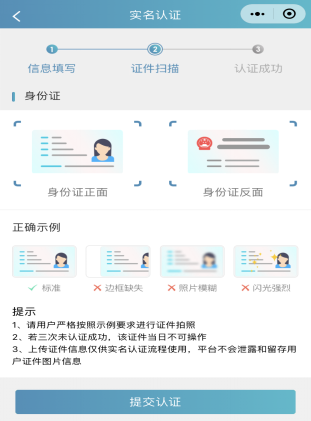 实名认证
1 2 3
信息填写 证件扫描 认证成功
身份证
身份证正面 身份证反面
正确示例
标准 边框缺失 照片模糊 闪光强烈
提示
1、请用户严格按照示例要求进行证件拍照
2、若三次未认证成功，该证件当日不可操作
3、上传证件信息仅供实名认证流程使用，平台不会泄露和留存用
户证件图片信息
提交认证